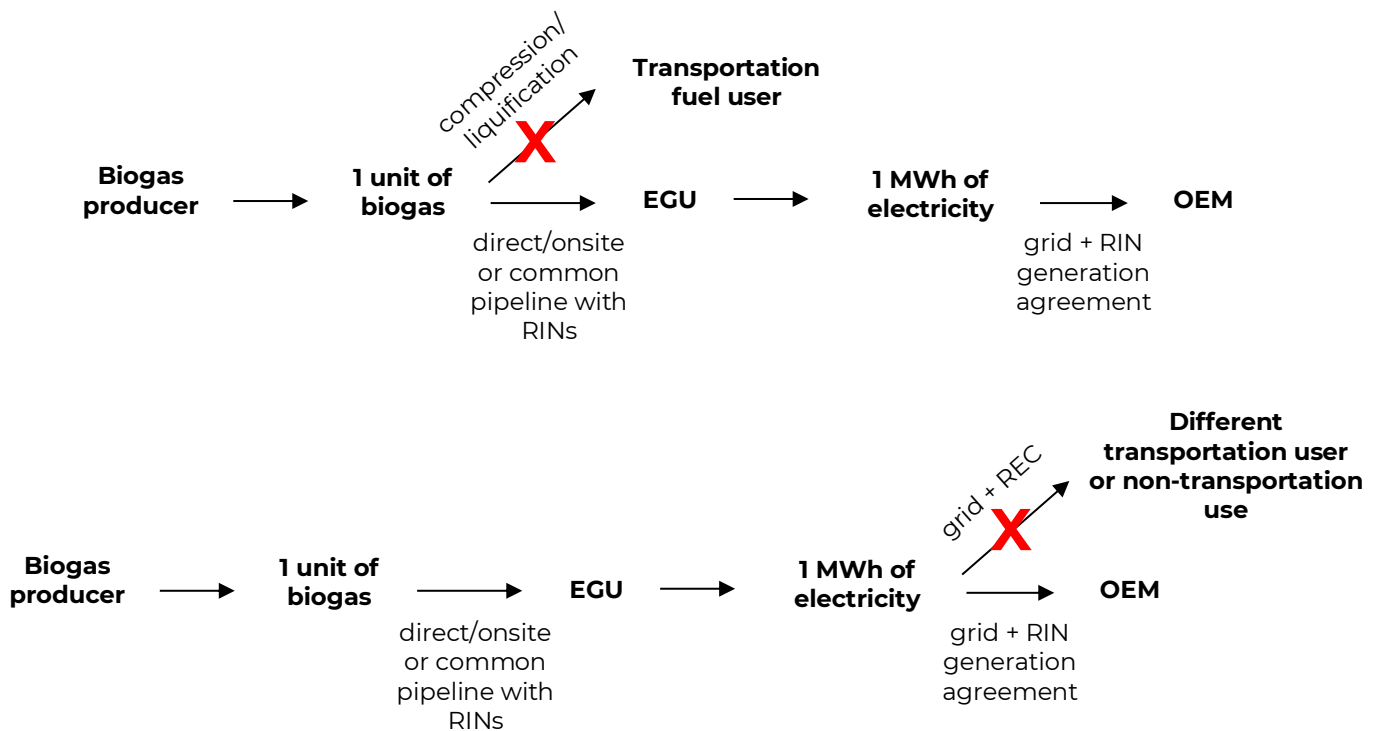 compression/
liquification
Transportation
fuel user
X
Biogas
producer
1 unit of
biogas
EGU
1 MWh of
electricity
OEM
direct/onsite
or common
pipeline with
RINs
grid + RIN
generation
agreement
Different
transportation user
or non-transportation
use
grid + REC
X
Biogas
producer
1 unit of
biogas
EGU
1 MWh of
electricity
OEM
direct/onsite
or common
pipeline with
RINs
grid + RIN
generation
agreement